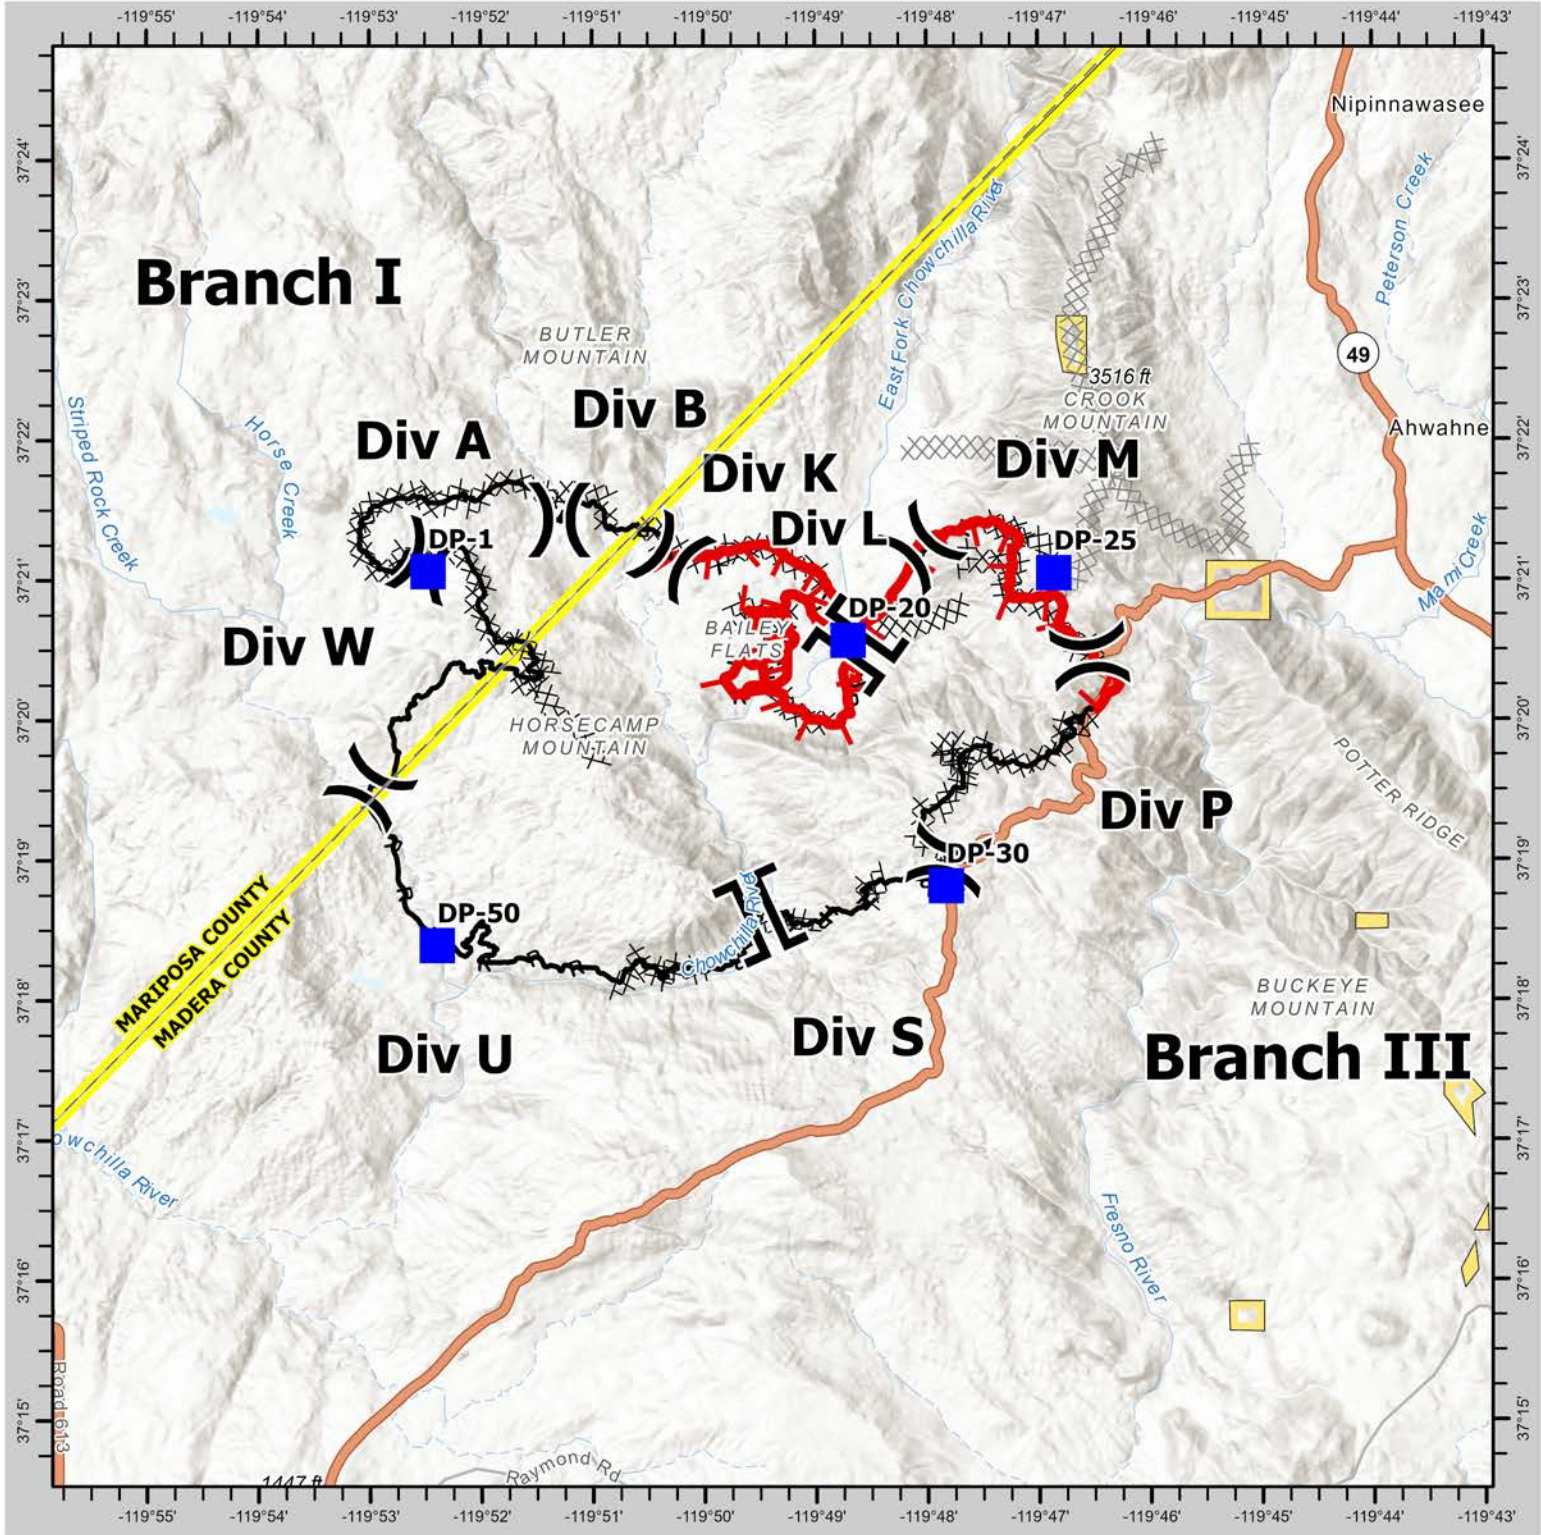 -119°55' -119°54' -119°53' -119°52' -119°51' -119°50' -119°49' -119°48' -119°47' -119°46' -119°45' -119°44' -119°43'
Nipinnawasee
37°24' 37°24'
Peterson Creek
East Fork Chowchilla River
Branch I
37°23' 37°23'
BUTLER
MOUNTAIN
49
3516 ft
CROOK
MOUNTAIN
Striped Rock Creek
Horse Creek
Div A
Div B
37°22' 37°22'
Ahwahne
Div K
Div M
Div L
DP-1
DP-25
Mami Creek
37°21' 37°21'
DP-20
BAILEY
FLATS
Div W
HORSECAMP
MOUNTAIN
37°20' 37°20'
POTTER RIDGE
Div P
DP-30
37°19' 37°19'
MARIPOSA COUNTY
MADERA COUNTY
DP-50
Chowchilla River
37°18' 37°18'
BUCKEYE
MOUNTAIN
Div U
Div S
Branch III
37°17' 37°17'
owchilla River
Fresno River
37°16' 37°16'
37°15' 37°15'
Road 613
1447 ft
Raymond Rd
-119°55' -119°54' -119°53' -119°52' -119°51' -119°50' -119°49' -119°48' -119°47' -119°46' -119°45' -119°44' -119°43'